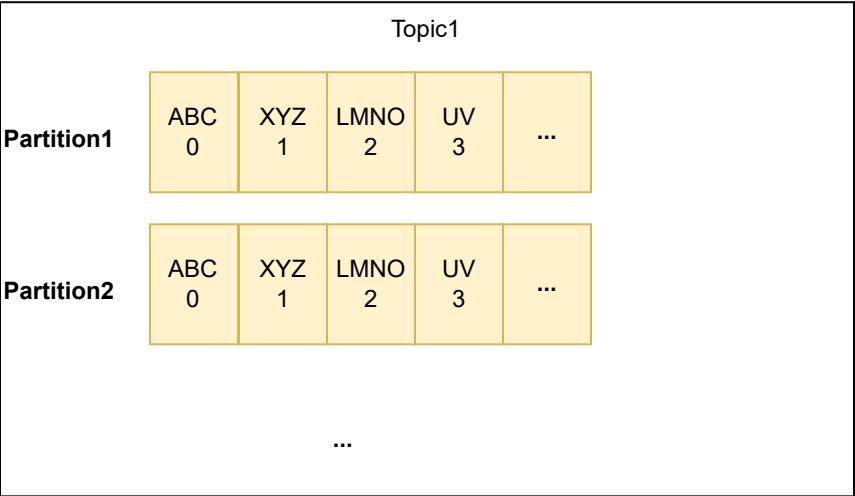 Topic1
Partition1
ABC XYZ LMNO UV ...
0 1 2 3
Partition2
ABC XYZ LMNO UV ...
0 1 2 3
...